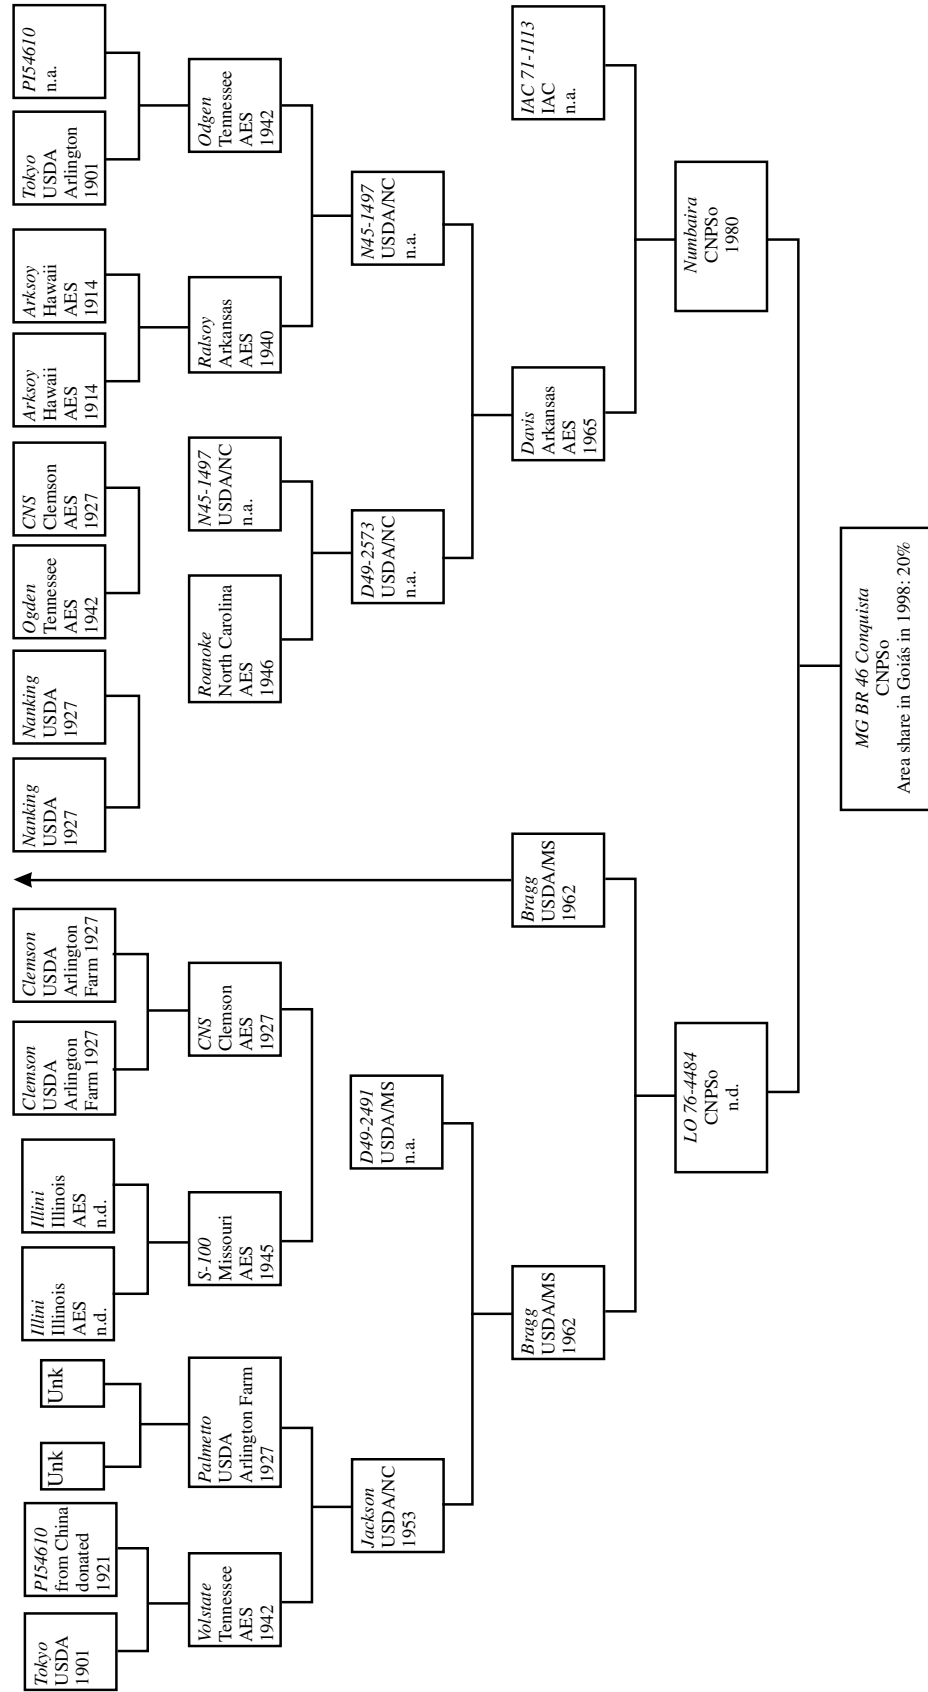 Tokyo
USDA
1901
PI54610
from China
donated
1921
Unk
Unk
Illini
Illinois
AES
n.d.
Illini
Illinois
AES
n.d.
Clemson
USDA
Arlington
Farm 1927
Clemson
USDA
Arlington
Farm 1927
Nanking
USDA
1927
Nanking
USDA
1927
Ogden
Tennessee
AES
1942
CNS
Clemson
AES
1927
Arksoy
Hawaii
AES
1914
Arksoy
Hawaii
AES
1914
Tokyo
USDA
Arlington
1901
PI54610
n.a.
Volstate
Tennessee
AES
1942
Palmetto
USDA
Arlington Farm
1927
S-100
Missouri
AES
1945
CNS
Clemson
AES
1927
Roanoke
North Carolina
AES
1946
N45-1497
USDA/NC
n.a.
Ralsoy
Arkansas
AES
1940
Odgen
Tennessee
AES
1942
Jackson
USDA/NC
1953
D49-2491
USDA/MS
n.a.
D49-2573
USDA/NC
n.a.
N45-1497
USDA/NC
n.a.
Bragg
USDA/MS
1962
Bragg
USDA/MS
1962
Davis
Arkansas
AES
1965
IAC 71-1113
IAC
n.a.
LO 76-4484
CNPSo
n.d.
Numbaira
CNPSo
1980
MG BR 46 Conquista
CNPSo
Area share in Goiás in 1998: 20%